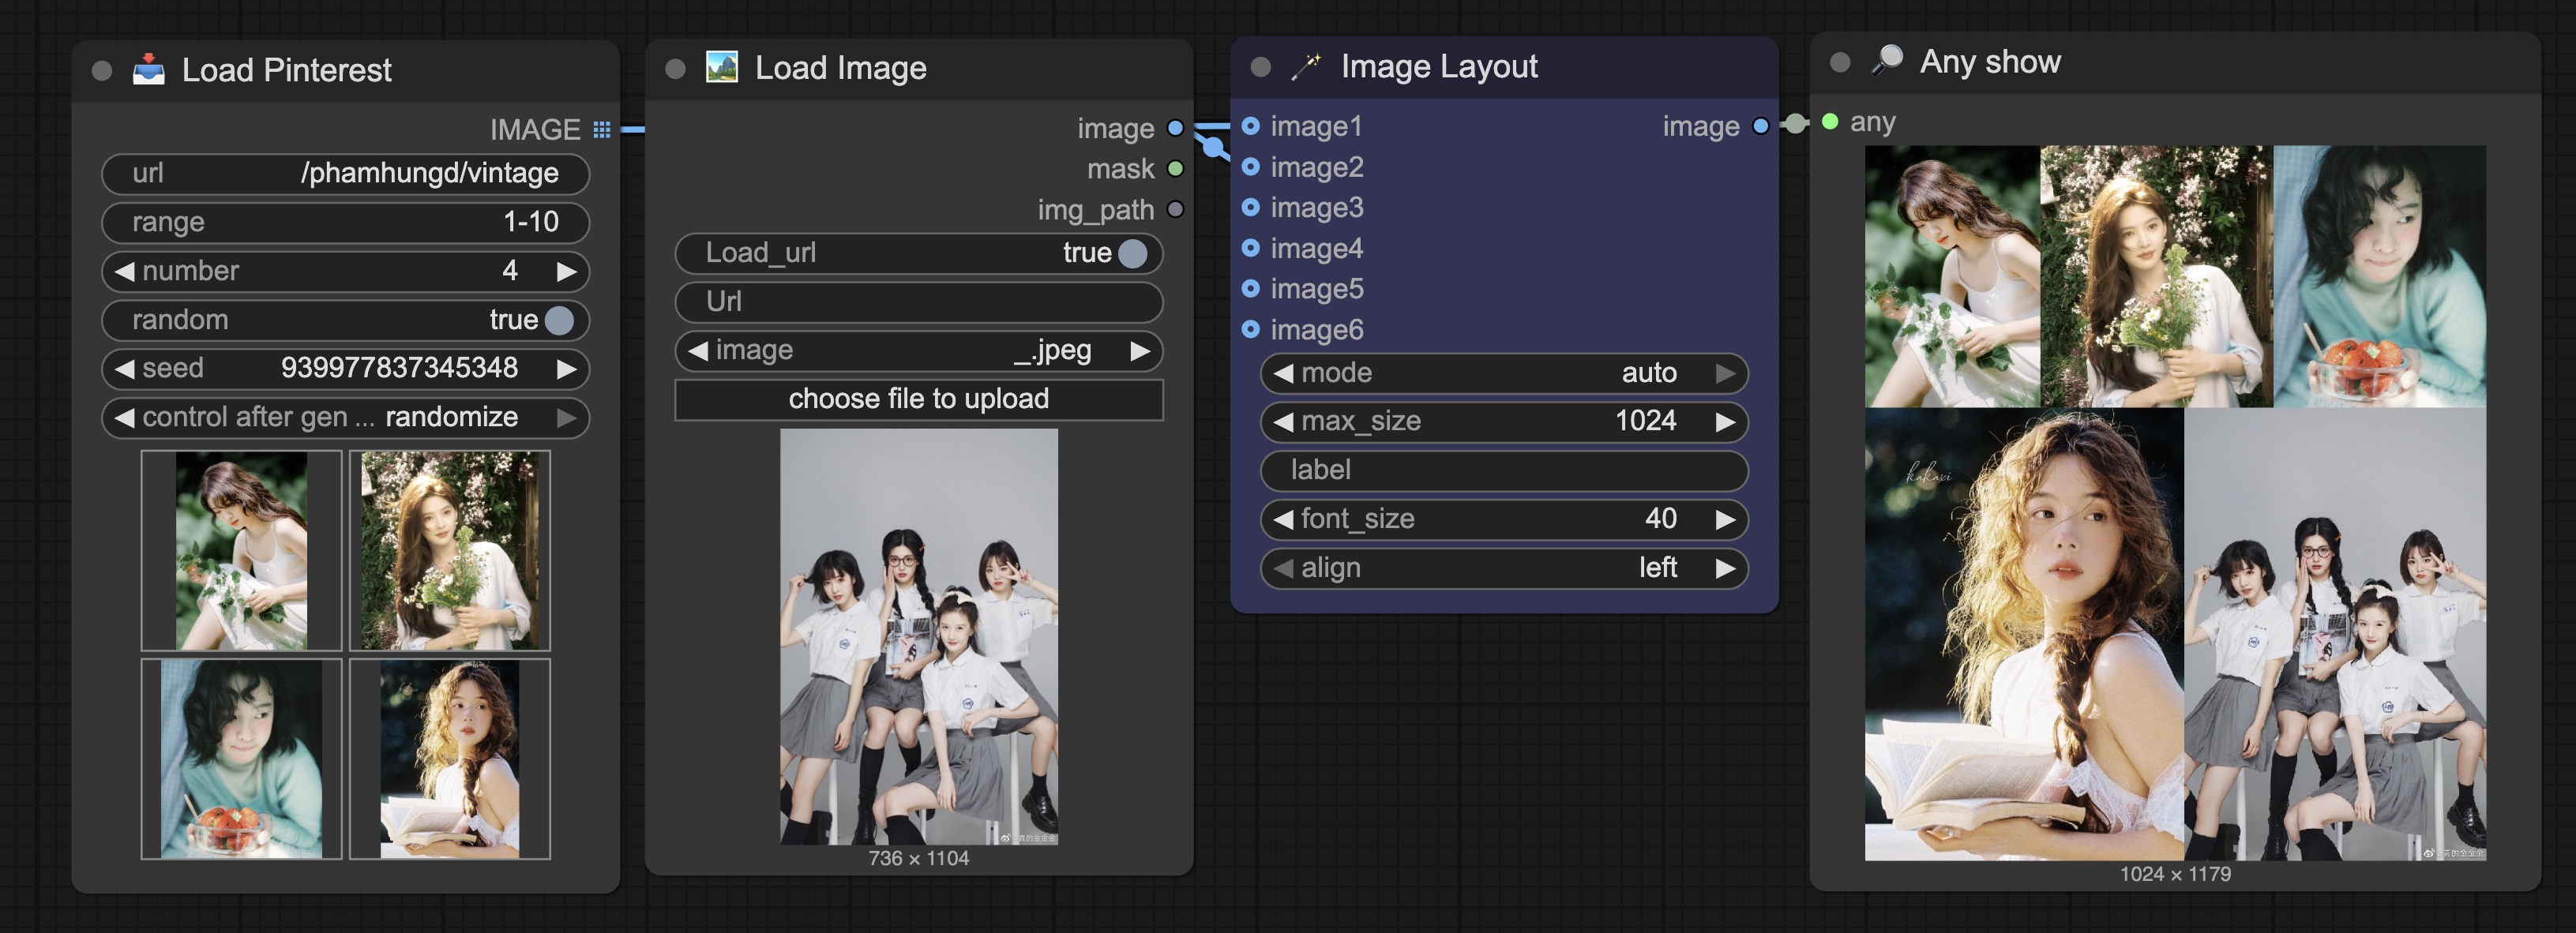 Load Pinterest
IMAGE
url /phamhungd/vintage
range 1-10
number 4
random true
seed 939977837345348
control after gen ... randomize
Load Image
image
mask
img_path
Load_url true
Url
image _.jpeg
choose file to upload
736 × 1104
Image Layout
image1 image
image2
image3
image4
image5
image6
mode auto
max_size 1024
label
font_size 40
align left
Any show
any
kakasi
1024 × 1179